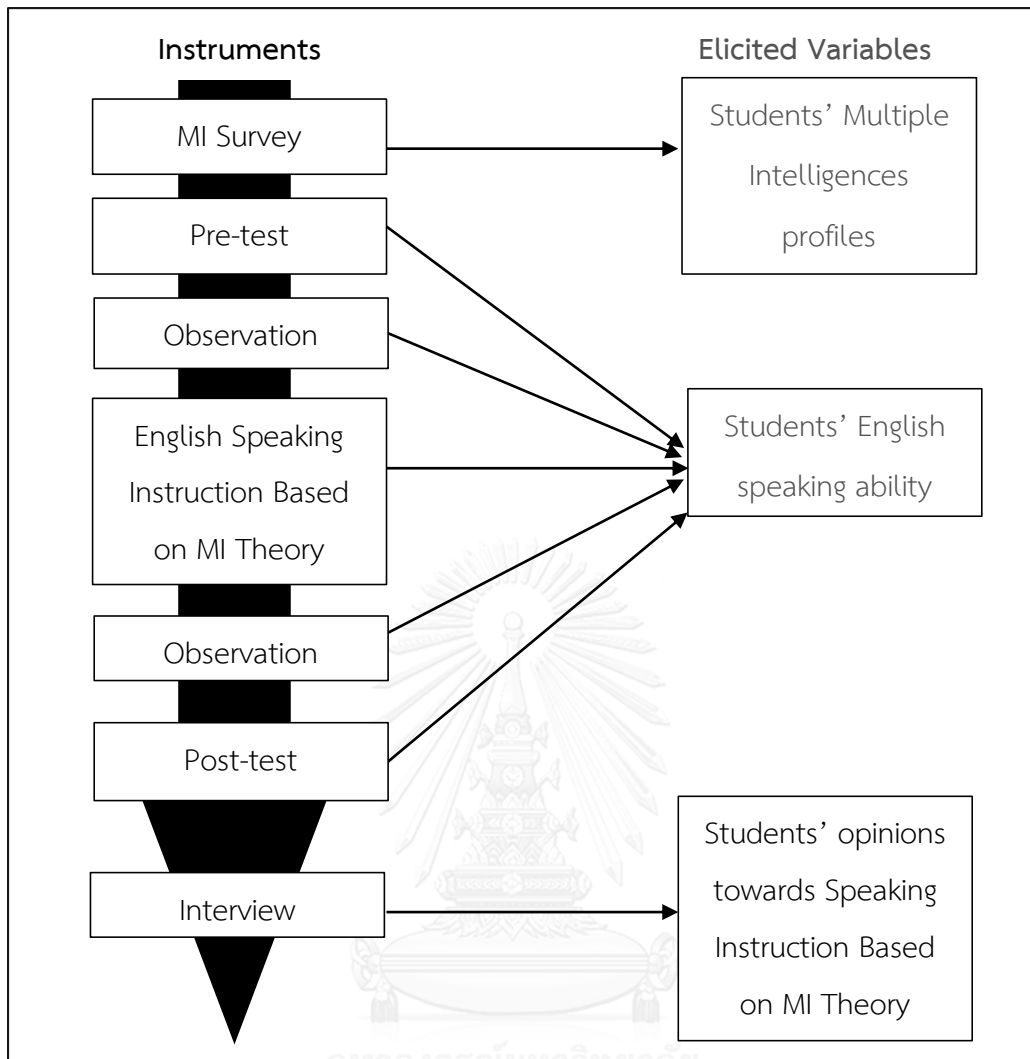 Instruments
Elicited Variables
MI Survey
Students’ Multiple
Intelligences
profiles
Pre-test
Observation
English Speaking
Instruction Based
on MI Theory
Students’ English
speaking ability
Observation
Post-test
Interview
Students’ opinions
towards Speaking
Instruction Based
on MI Theory